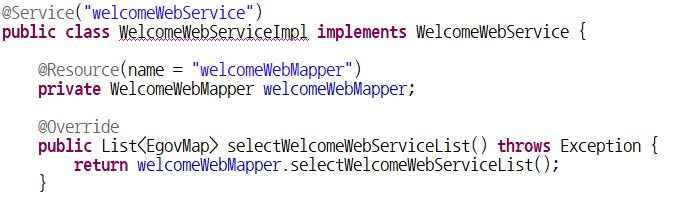 @Service("welcomeWebService")
public class WelcomeWebServiceImpl implements WelcomeWebService {
@Resource(name = "welcomeWebMapper")
private WelcomeWebMapper welcomeWebMapper;
@Override
public List<EgovMap> selectWelcomeWebServiceList() throws Exception {
return welcomeWebMapper.selectWelcomeWebServiceList();
}